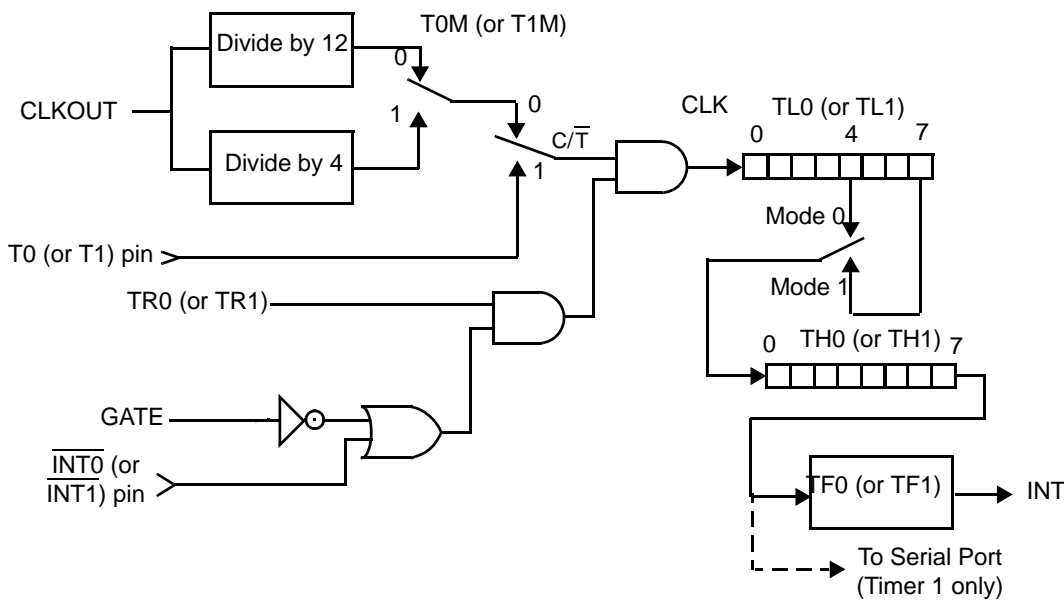 T0M (or T1M)
Divide by 12
0
CLKOUT
1
0
CLK
TL0 (or TL1)
0 4 7
C/T̅
Divide by 4
1
Mode 0
T0 (or T1) pin
Mode 1
TR0 (or TR1)
TH0 (or TH1)
0 7
GATE
I̅N̅T̅0̅ (or
I̅N̅T̅1̅) pin
TF0 (or TF1)
INT
To Serial Port
(Timer 1 only)